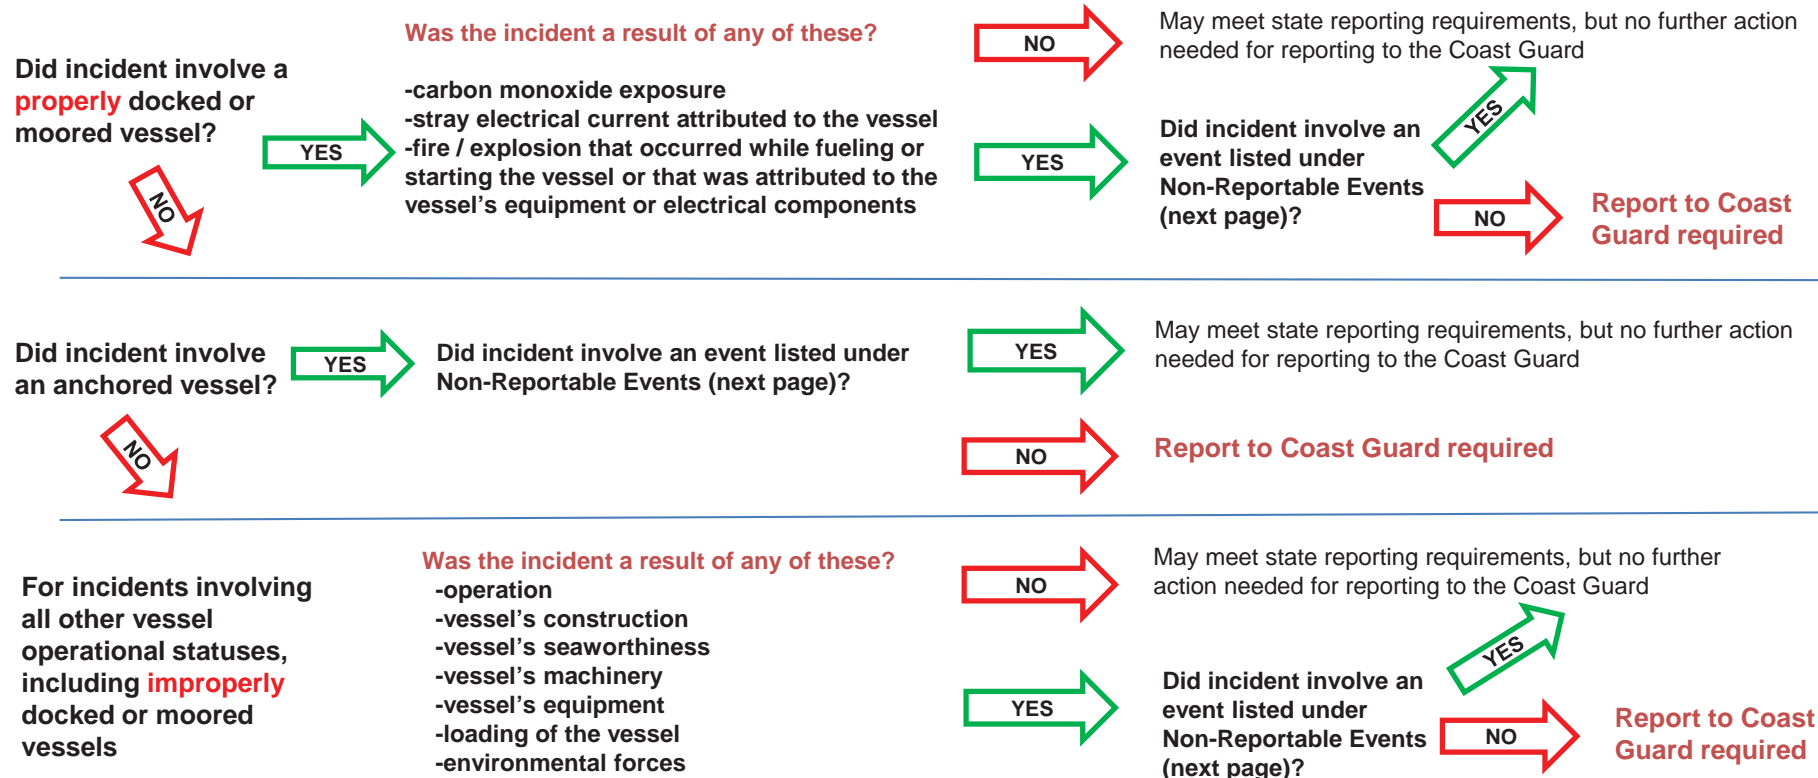 Did incident involve a
properly docked or
moored vessel?
YES
NO
Was the incident a result of any of these?
-carbon monoxide exposure
-stray electrical current attributed to the vessel
-fire / explosion that occurred while fueling or
starting the vessel or that was attributed to the
vessel's equipment or electrical components
NO
May meet state reporting requirements, but no further action
needed for reporting to the Coast Guard
YES
Did incident involve an
event listed under
Non-Reportable Events
(next page)?
YES
NO
Report to Coast
Guard required
Did incident involve
an anchored vessel?
YES
NO
Did incident involve an event listed under
Non-Reportable Events (next page)?
YES
May meet state reporting requirements, but no further action
needed for reporting to the Coast Guard
NO
Report to Coast Guard required
For incidents involving
all other vessel
operational statuses,
including improperly
docked or moored
vessels
Was the incident a result of any of these?
-operation
-vessel's construction
-vessel's seaworthiness
-vessel's machinery
-vessel's equipment
-loading of the vessel
-environmental forces
NO
May meet state reporting requirements, but no further
action needed for reporting to the Coast Guard
YES
Did incident involve an
event listed under
Non-Reportable Events
(next page)?
YES
NO
Report to Coast
Guard required